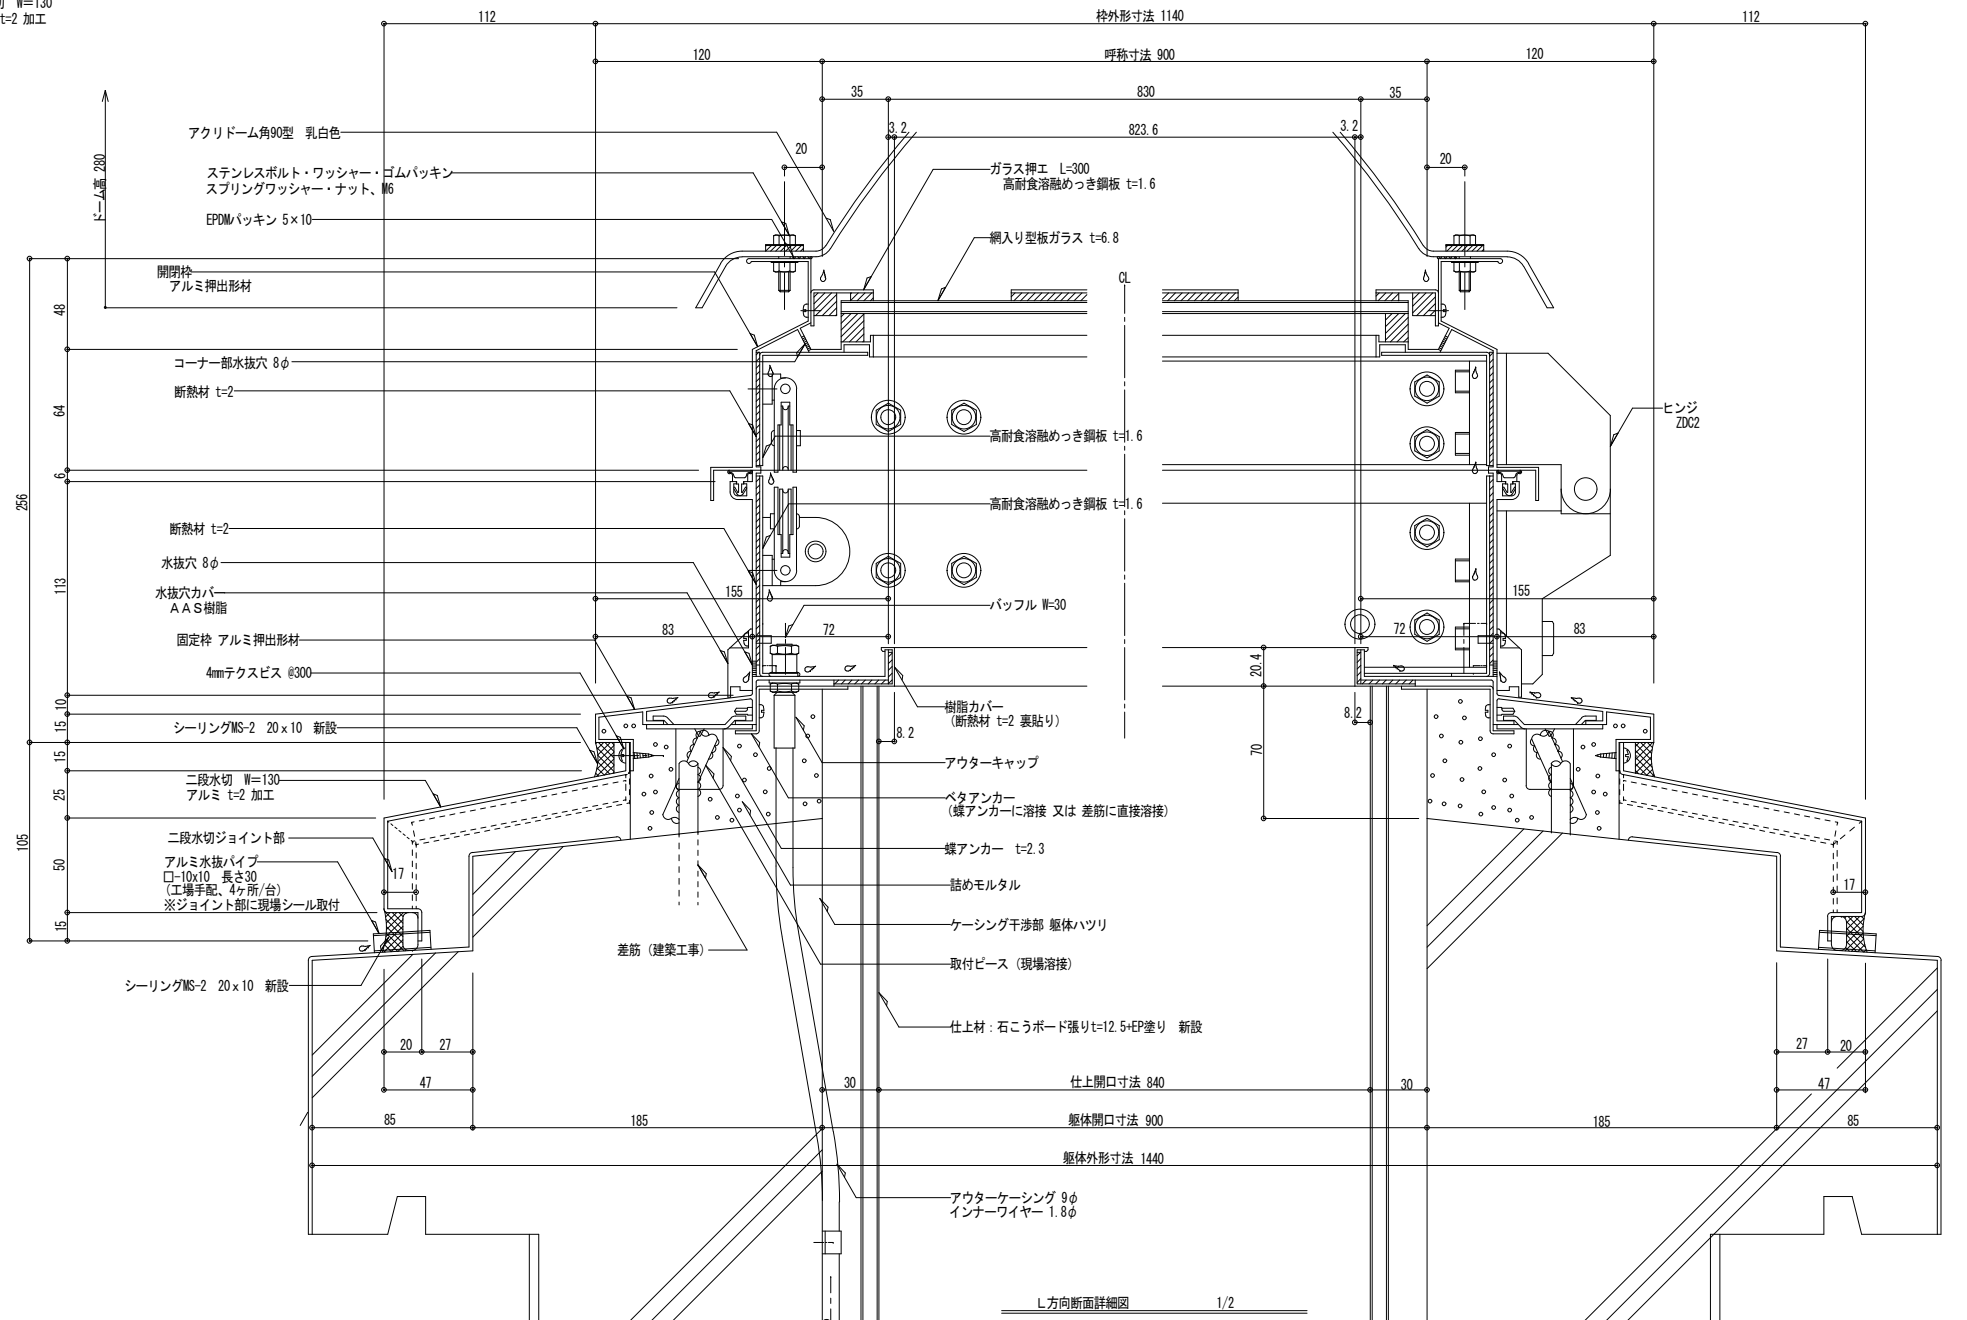 W=130
t=2 加工
112
枠外形寸法 1140
112
120
呼称寸法 900
120
35
830
35
3.2
823.6
3.2
20
20
ドーム高 280
アクリドーム角90型 乳白色
ステンレスボルト・ワッシャー・ゴムパッキン
スプリングワッシャー・ナット、M6
EPDMパッキン 5×10
開閉枠
アルミ押出形材
コーナー部水抜穴 8φ
断熱材 t=2
断熱材 t=2
水抜穴 8φ
水抜穴カバー
AAS樹脂
固定枠 アルミ押出形材
4mmテクスビス @300
シーリングMS-2 20x10 新設
二段水切 W=130
アルミ t=2 加工
二段水切ジョイント部
アルミ水抜パイプ
ロ-10x10 長さ30
(工場手配、4ヶ所/台)
※ジョイント部に現場シール取付
シーリングMS-2 20x10 新設
ガラス押エ L=300
高耐食溶融めっき鋼板 t=1.6
網入り型板ガラス t=6.8
CL
高耐食溶融めっき鋼板 t=1.6
高耐食溶融めっき鋼板 t=1.6
ヒンジ
ZDC2
バッフル W=30
樹脂カバー
(断熱材 t=2 裏貼り)
アウターキャップ
ベタアンカー
(蝶アンカーに溶接 又は 差筋に直接溶接)
蝶アンカー t=2.3
詰めモルタル
ケーシング干渉部 躯体ハツリ
差筋(建築工事)
取付ピース(現場溶接)
仕上材:石こうボード張りt=12.5+EP塗り 新設
48
64
6
256
113
10
15
15
25
105
50
15
155
83
72
155
72
83
20.4
8.2
8.2
70
17
17
20
27
27
20
47
30
仕上開口寸法 840
30
47
85
185
躯体開口寸法 900
185
85
躯体外形寸法 1440
アウターケーシング 9φ
インナーワイヤー 1.8φ
L方向断面詳細図 1/2